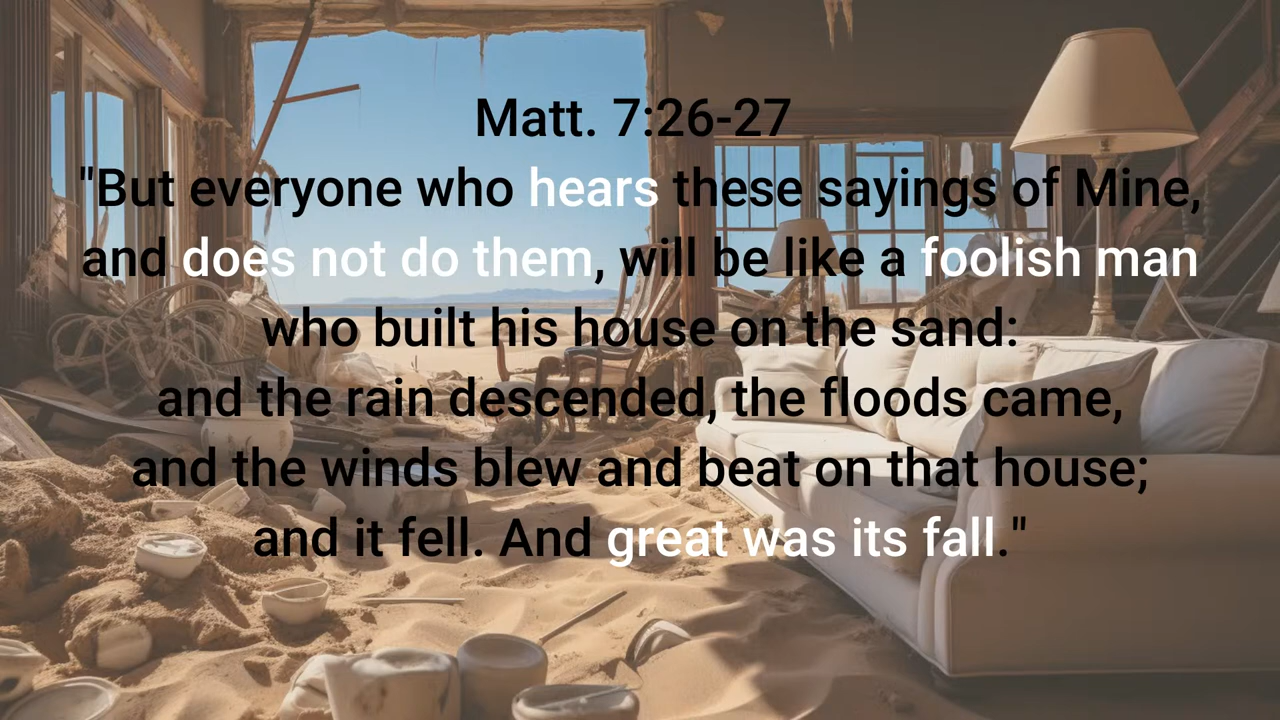 Matt. 7:26-27
"But everyone who hears these sayings of Mine,
and does not do them, will be like a foolish man
who built his house on the sand:
and the rain descended, the floods came,
and the winds blew and beat on that house;
and it fell. And great was its fall."